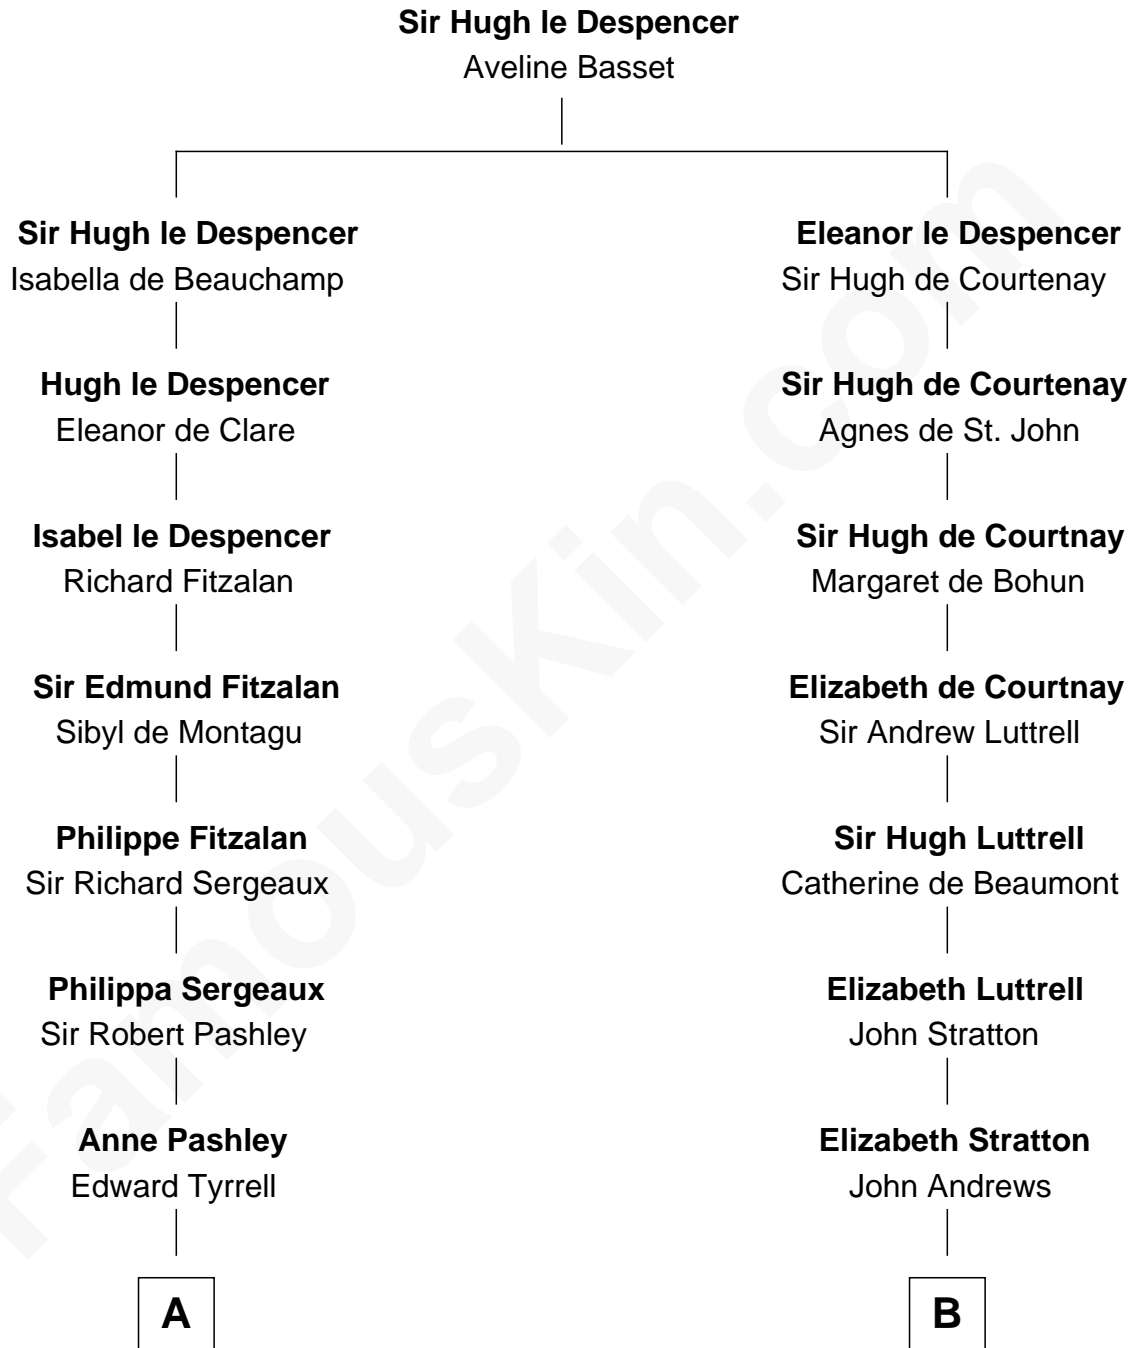 Sir Hugh le Despencer
Aveline Basset
Sir Hugh le Despencer
Isabella de Beauchamp
Hugh le Despencer
Eleanor de Clare
Isabel le Despencer
Richard Fitzalan
Sir Edmund Fitzalan
Sibyl de Montagu
Philippe Fitzalan
Sir Richard Sergeaux
Philippa Sergeaux
Sir Robert Pashley
Anne Pashley
Edward Tyrrell
A
Eleanor le Despencer
Sir Hugh de Courtenay
Sir Hugh de Courtenay
Agnes de St. John
Sir Hugh de Courtnay
Margaret de Bohun
Elizabeth de Courtnay
Sir Andrew Luttrell
Sir Hugh Luttrell
Catherine de Beaumont
Elizabeth Luttrell
John Stratton
Elizabeth Stratton
John Andrews
B
FamousKin.com